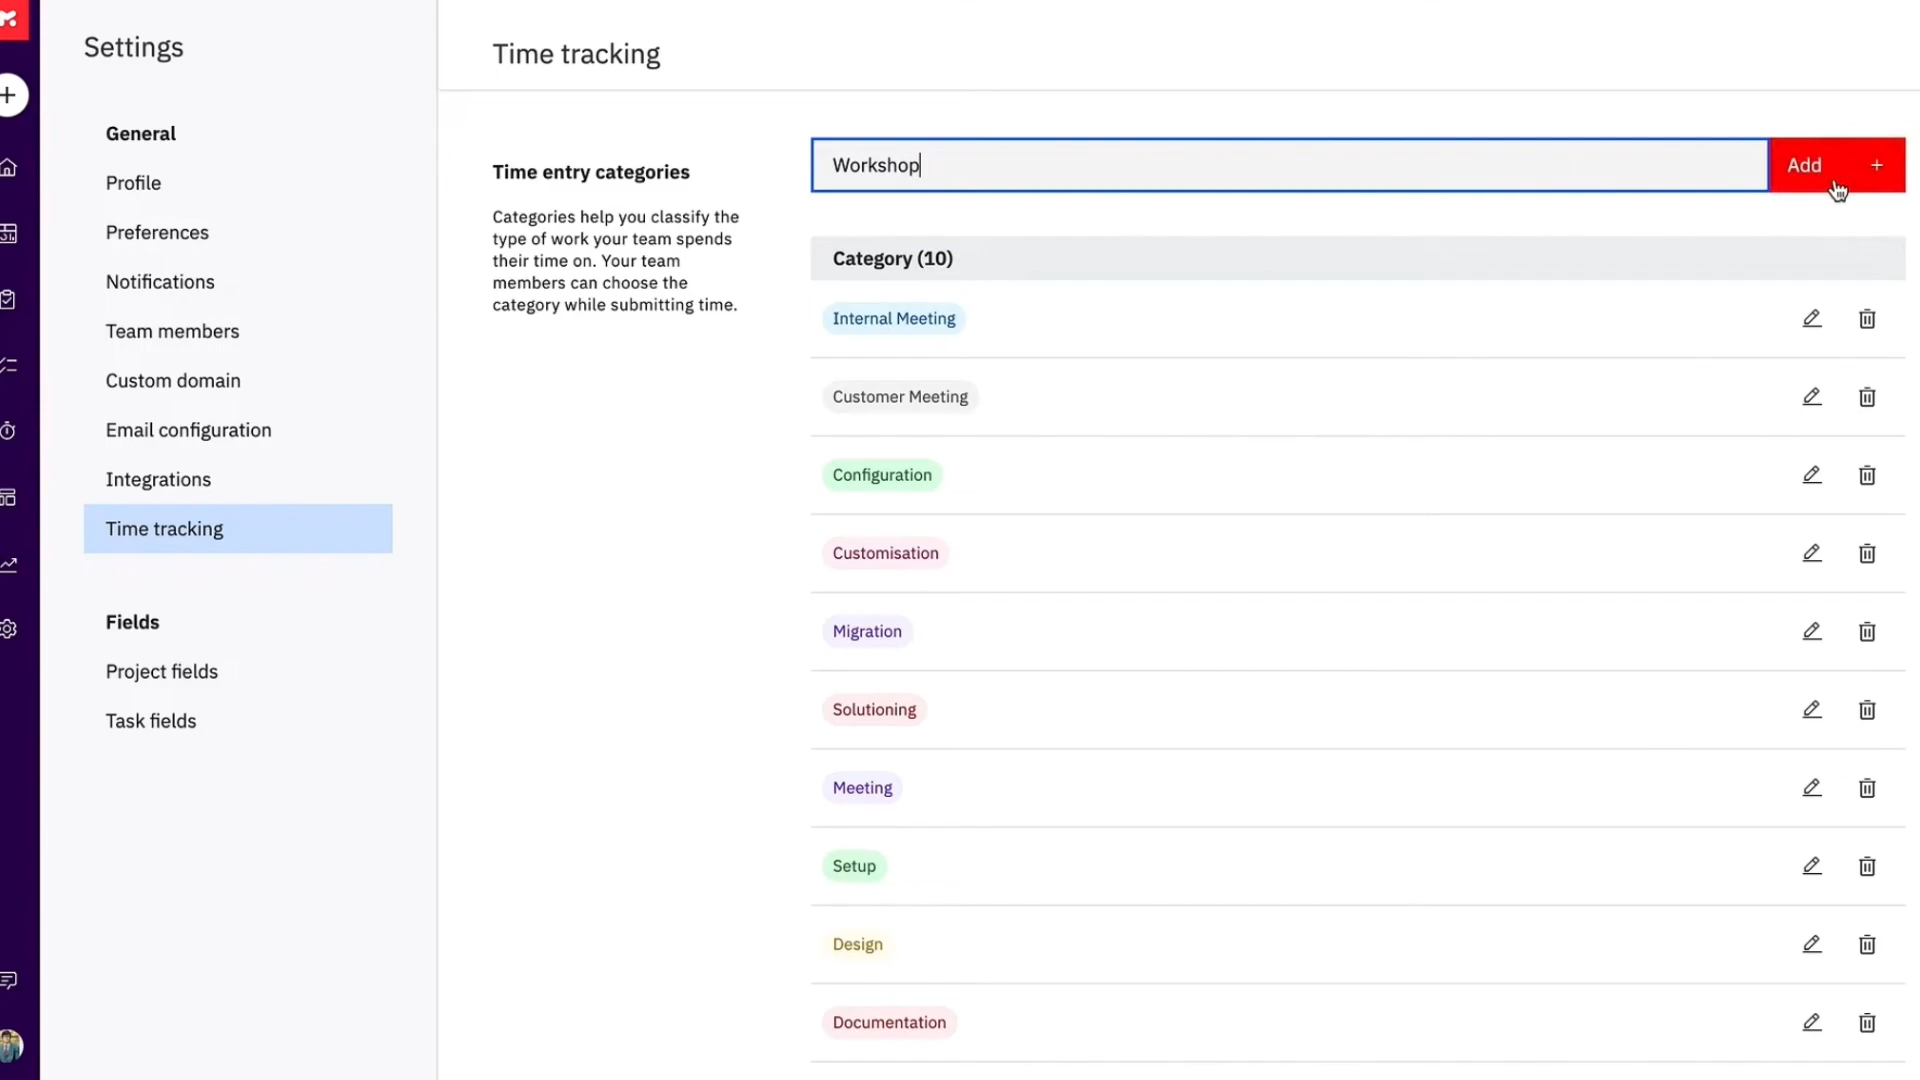 Settings
General
Profile
Preferences
Notifications
Team members
Custom domain
Email configuration
Integrations
Time tracking
Fields
Project fields
Task fields
Time tracking
Time entry categories
Categories help you classify the
type of work your team spends
their time on. Your team
members can choose the
category while submitting time.
Workshop
Add +
Category (10)
Internal Meeting
Customer Meeting
Configuration
Customisation
Migration
Solutioning
Meeting
Setup
Design
Documentation